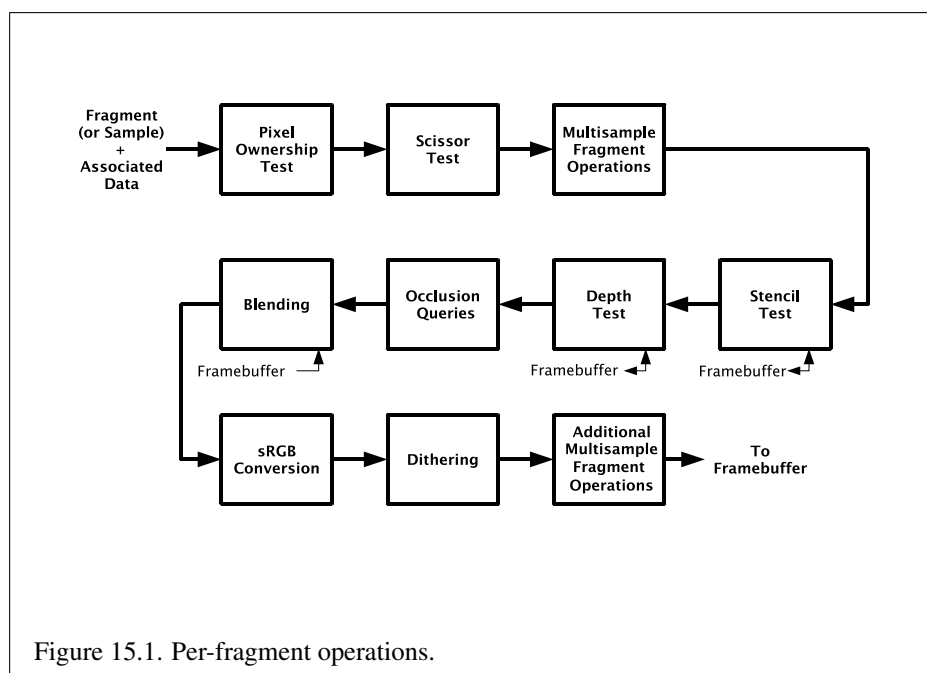 Fragment
(or Sample)
+
Associated
Data
Pixel
Ownership
Test
Scissor
Test
Multisample
Fragment
Operations
Blending
Occlusion
Queries
Depth
Test
Stencil
Test
Framebuffer
Framebuffer
Framebuffer
sRGB
Conversion
Dithering
Additional
Multisample
Fragment
Operations
To
Framebuffer
Figure 15.1. Per-fragment operations.